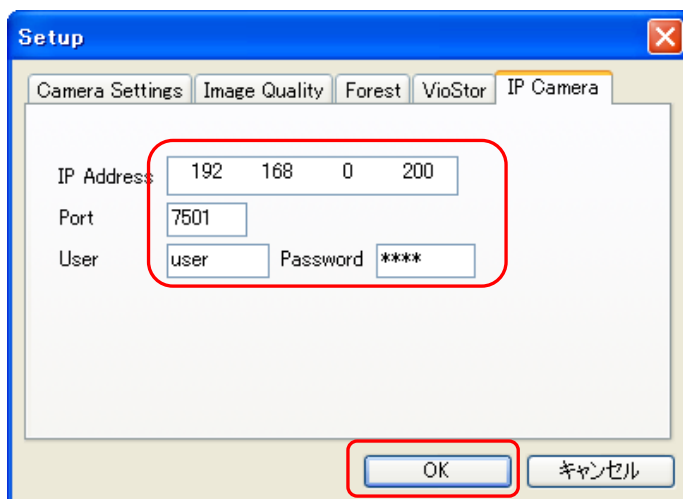 Setup
Camera Settings Image Quality Forest VioStor IP Camera
IP Address 192 168 0 200
Port 7501
User user Password ****
OK キャンセル